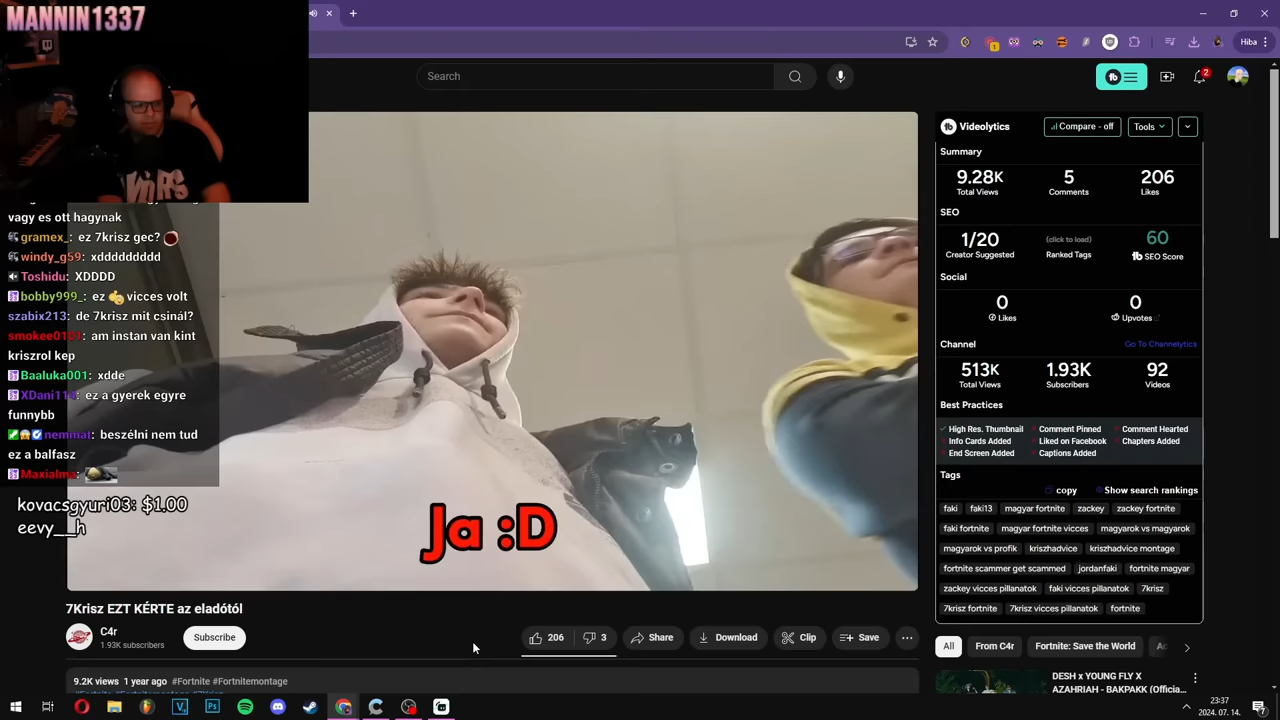 MANNIN1337
Hiba
Search
2
vagy es ott hagynak
gramex_: ez 7krisz gec?
windy_g59: xddddddddd
Toshidu: XDDDD
bobby999_: ez vicces volt
szabix213: de 7krisz mit csinál?
am instan van kint
kriszrol kep
Baaluka001: xdde
ez a gyerek egyre
funnybb
nemmat: beszélni nem tud
ez a balfasz
Maxialma:
kovacsgyuri03: $1.00
eevy__h
Ja :D
7Krisz EZT KÉRTE az eladótól
C4r
1.93K subscribers
Subscribe
206
3
Share
Download
Clip
Save
9.2K views 1 year ago #Fortnite #Fortnitemontage
#Fortnite #Fortnitemontage #7Krisz
Videolytics
Compare - off
Tools
Summary
9.28K 5 206
Total Views Comments Likes
SEO
1/20 (click to load) 60
Creator Suggested Ranked Tags SEO Score
Social
0 0
Likes Upvotes
Channel Go To Channelytics
513K 1.93K 92
Total Views Subscribers Videos
Best Practices
High Res. Thumbnail Comment Pinned Comment Hearted
Info Cards Added Liked on Facebook Chapters Added
End Screen Added Captions Added
Tags
copy Show search rankings
faki faki13 magyar fortnite zackey zackey fortnite
faki fortnite magyar fortnite vicces magyarok vs magyarok
magyarok vs profik kriszhadvice kriszhadvice montage
fortnite scammer get scammed jordanfaki fortnite magyar
zackey vicces pillanatok faki vicces pillanatok 7krisz
7krisz fortnite 7krisz vicces pillanatok fortnite
All From C4r Fortnite: Save the World
DESH x YOUNG FLY X
AZAHRIAH - BAKPAKK (Officia...
23:37
2024. 07. 14.